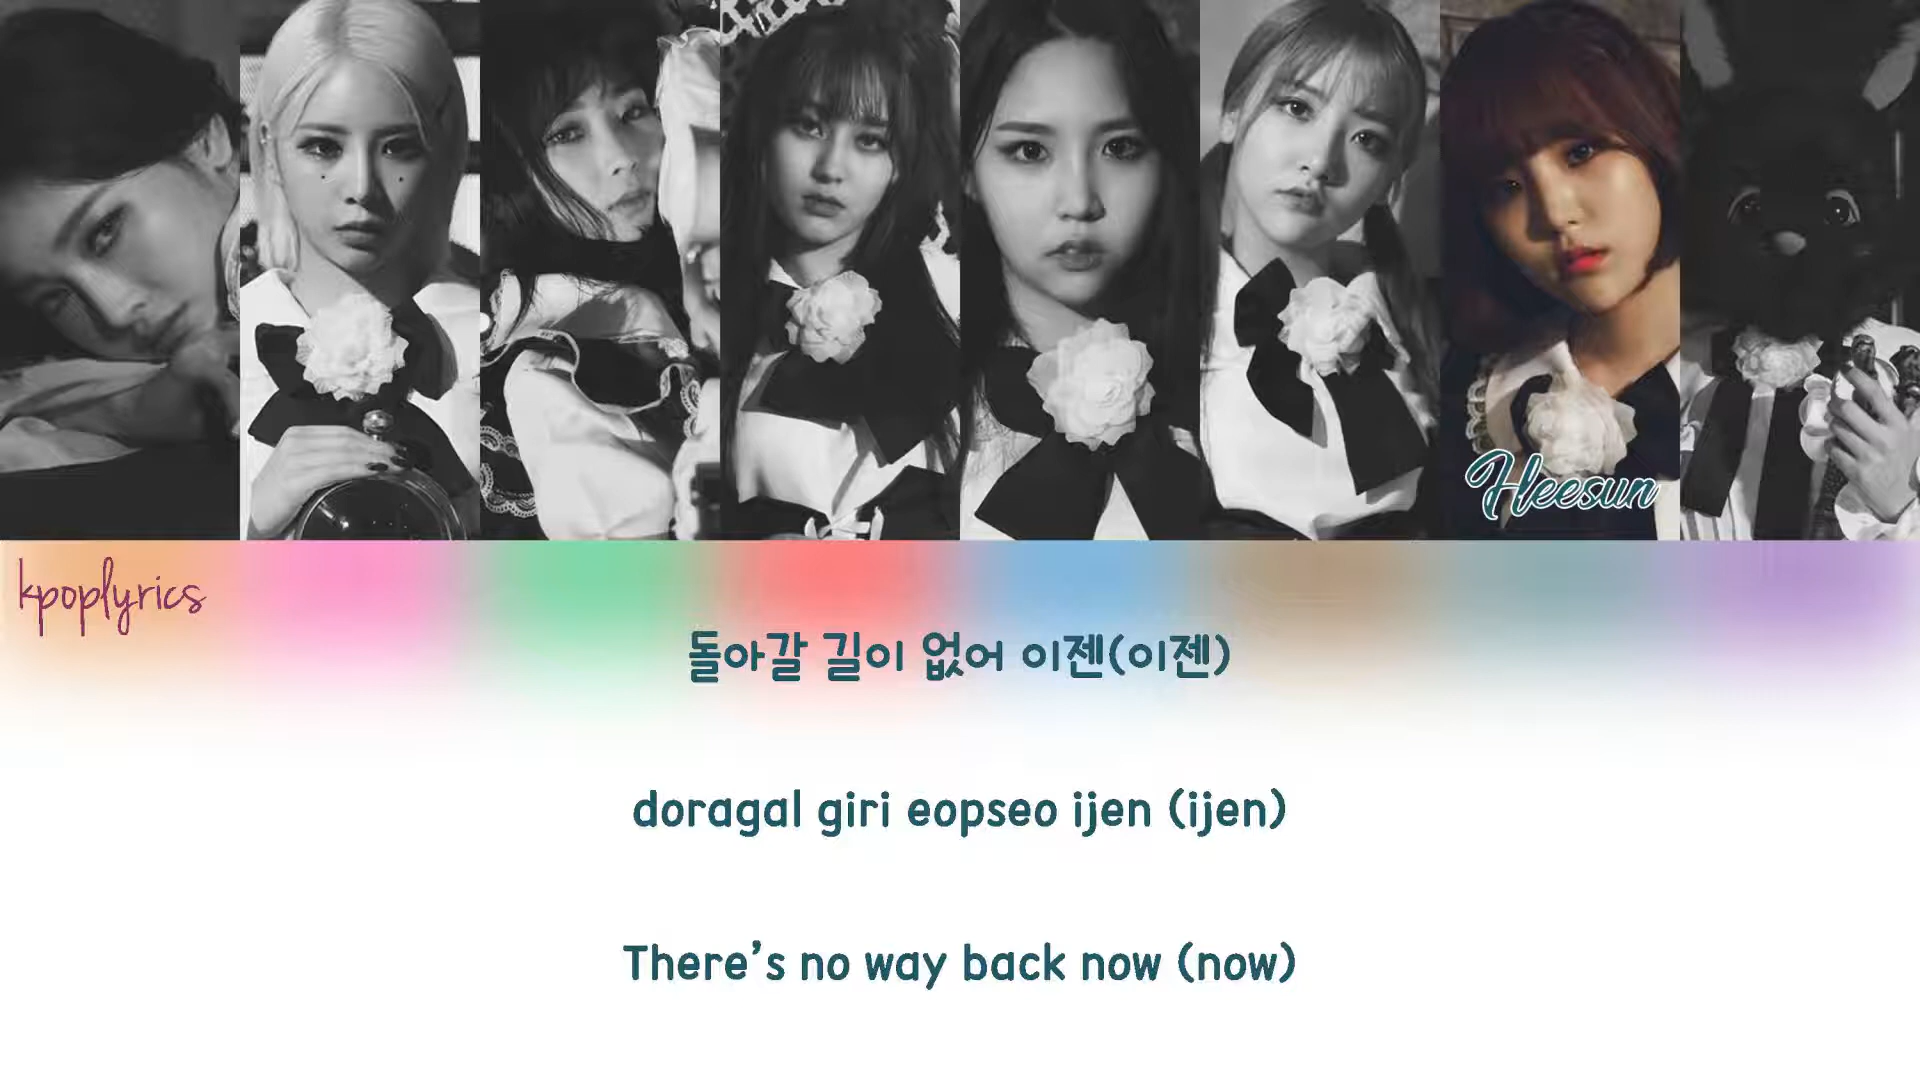 Heesun
kpoplyrics
돌아갈 길이 없어 이젠(이젠)
doragal giri eopseo ijen (ijen)
There's no way back now (now)